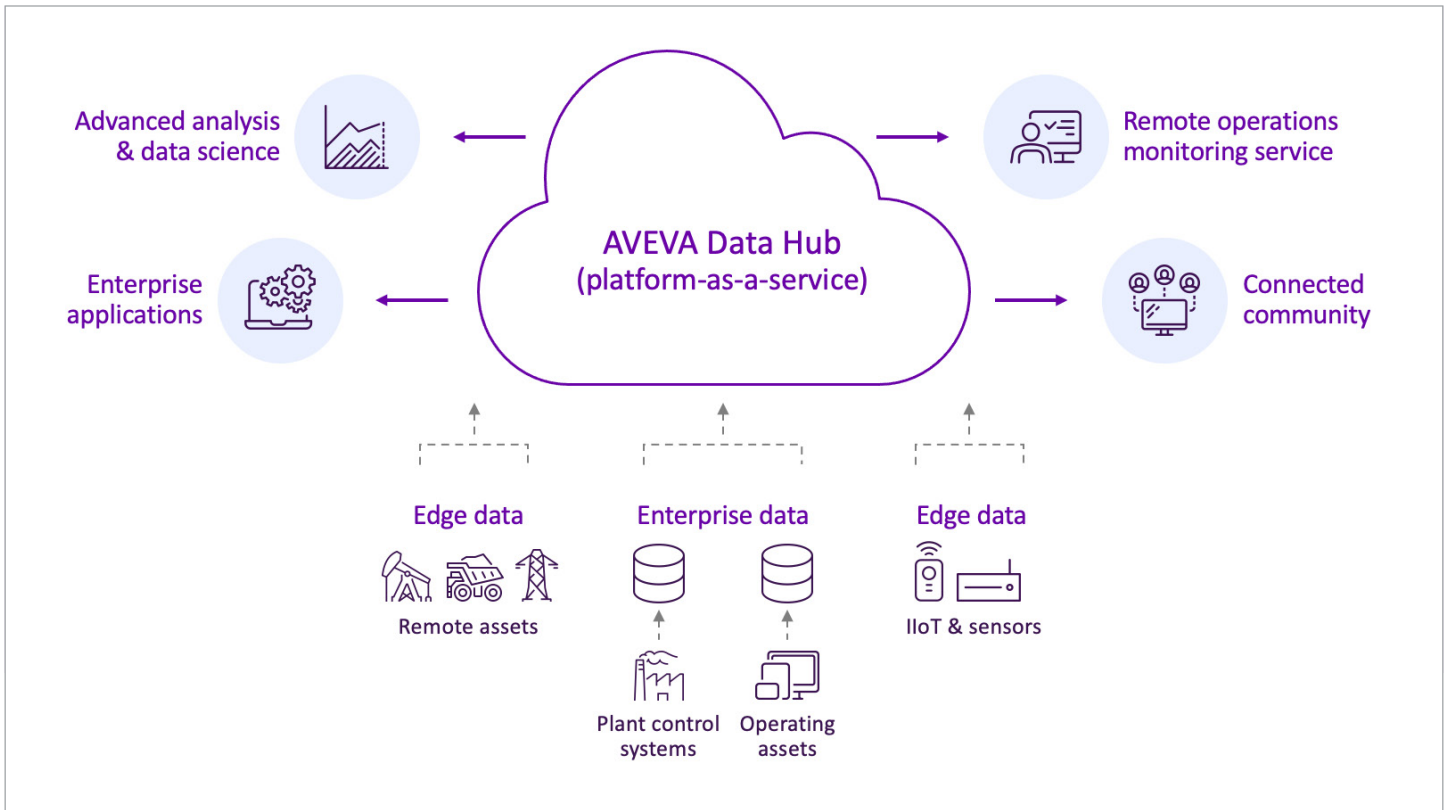 Advanced analysis
& data science
Remote operations
monitoring service
AVEVA Data Hub
(platform-as-a-service)
Enterprise
applications
Connected
community
Edge data
Enterprise data
Edge data
Remote assets
IIoT & sensors
Plant control
systems
Operating
assets